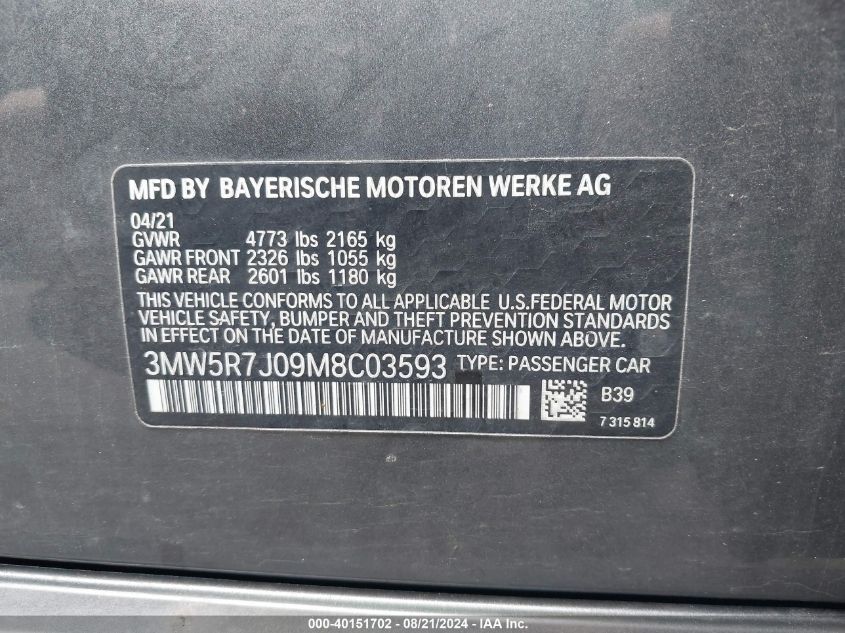 MFD BY BAYERISCHE MOTOREN WERKE AG
04/21
GVWR 4773 lbs 2165 kg
GAWR FRONT 2326 lbs 1055 kg
GAWR REAR 2601 lbs 1180 kg
THIS VEHICLE CONFORMS TO ALL APPLICABLE U.S.FEDERAL MOTOR
VEHICLE SAFETY, BUMPER AND THEFT PREVENTION STANDARDS
IN EFFECT ON THE DATE OF MANUFACTURE SHOWN ABOVE.
3MW5R7J09M8C03593 TYPE: PASSENGER CAR
B39
7 315 814
000-40151702 - 08/21/2024 - IAA Inc.